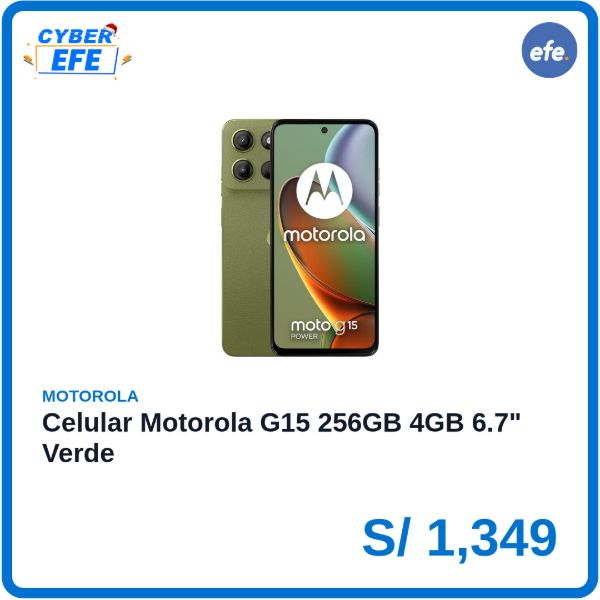 CYBER
EFE
efe.
motorola
moto g15
POWER
MOTOROLA
Celular Motorola G15 256GB 4GB 6.7"
Verde
S/ 1,349